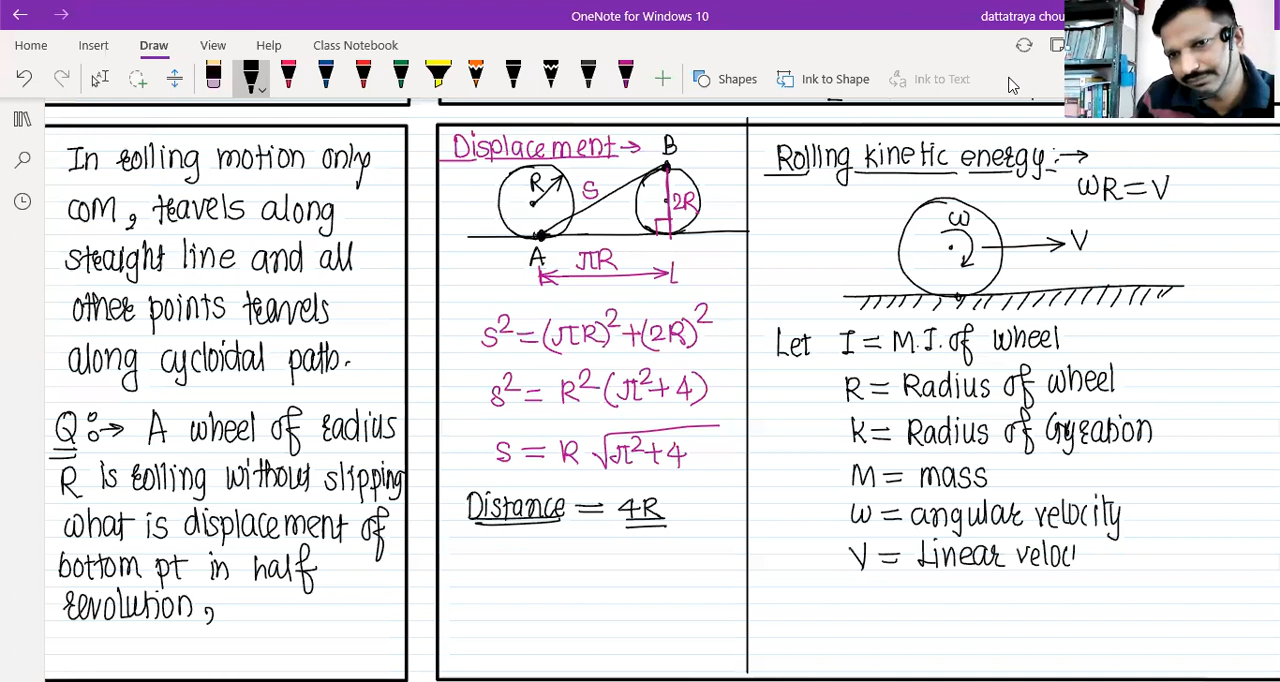 OneNote for Windows 10
dattatraya chou
Home Insert Draw View Help Class Notebook
Shapes Ink to Shape Ink to Text
In rolling motion only
COM, travels along
straight line and all
other points travels
along cycloidal path.
Q:→ A wheel of radius
R is rolling without slipping
what is displacement of
bottom pt in half
revolution,
Displacement→
B
R
S
2R
A
πR
S²=(πR)²+(2R)²
s²= R²(π²+4)
S = R √π²+4
Distance = 4R
Rolling kinetic energy:→
ωR=V
ω
V
Let I = M.I. of wheel
R = Radius of wheel
K = Radius of Gyration
M = mass
ω = angular velocity
V = Linear veloc